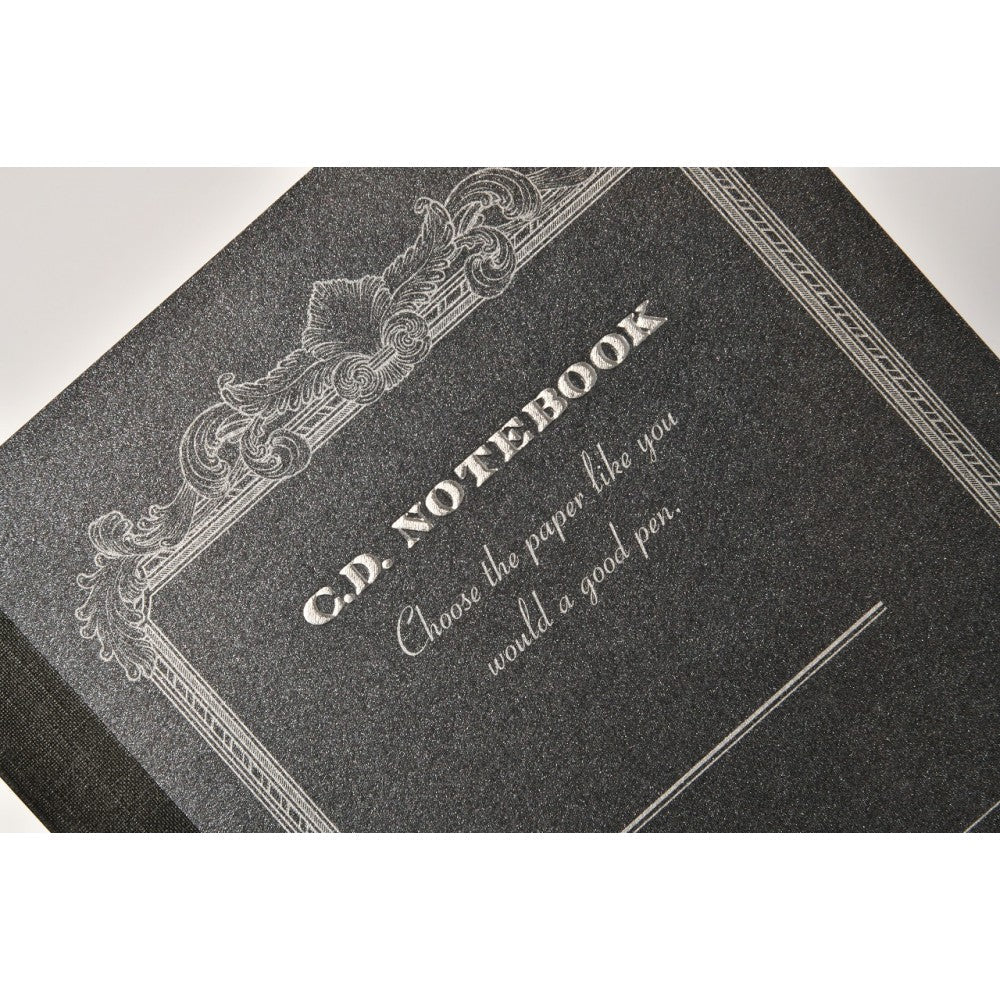 C.D. NOTEBOOK
Choose the paper like you
would a good pen.